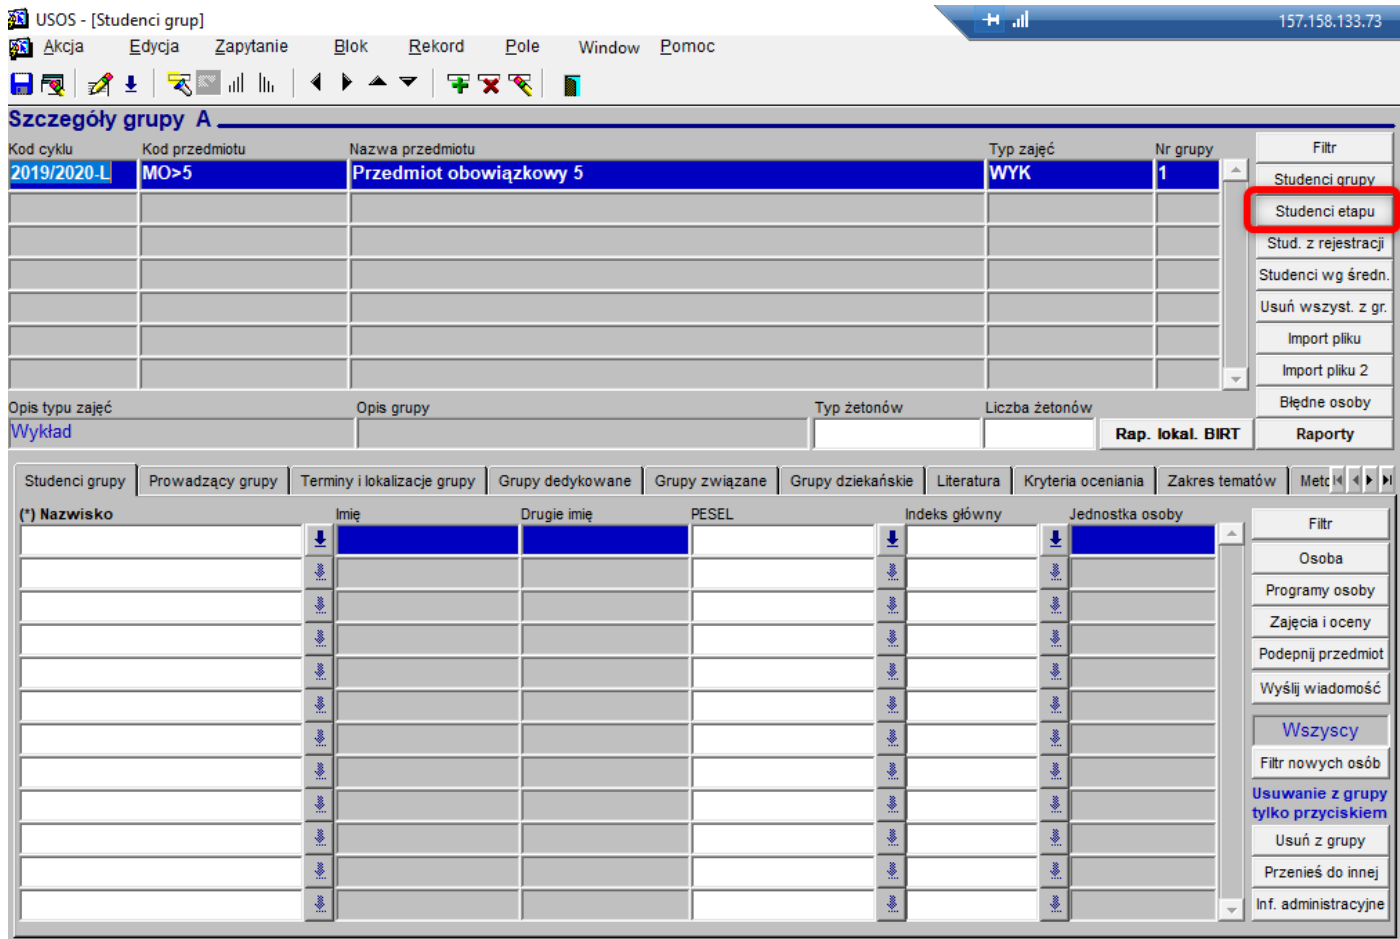 USOS - [Studenci grup]
157.158.133.73
Akcja Edycja Zapytanie Blok Rekord Pole Window Pomoc
Szczegóły grupy A
Kod cyklu Kod przedmiotu Nazwa przedmiotu Typ zajęć Nr grupy
2019/2020-L MO>5 Przedmiot obowiązkowy 5 WYK 1
Filtr
Studenci grupy
Studenci etapu
Stud. z rejestracji
Studenci wg średn.
Usuń wszyst. z gr.
Import pliku
Import pliku 2
Błędne osoby
Raporty
Opis typu zajęć Opis grupy Typ żetonów Liczba żetonów
Wykład Rap. lokal. BIRT
Studenci grupy Prowadzący grupy Terminy i lokalizacje grupy Grupy dedykowane Grupy związane Grupy dziekańskie Literatura Kryteria oceniania Zakres tematów Metc
(*) Nazwisko Imię Drugie imię PESEL Indeks główny Jednostka osoby
Filtr
Osoba
Programy osoby
Zajęcia i oceny
Podepnij przedmiot
Wyślij wiadomość
Wszyscy
Filtr nowych osób
Usuwanie z grupy
tylko przyciskiem
Usuń z grupy
Przenieś do innej
Inf. administracyjne